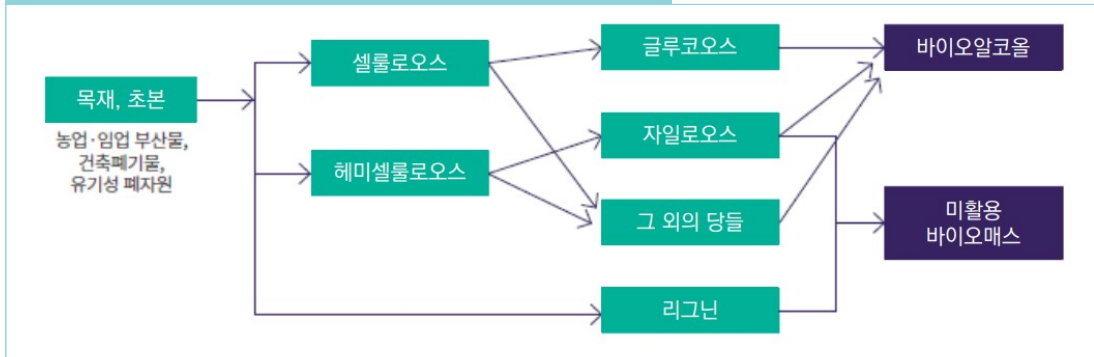 목재, 초본
농업·임업 부산물,
건축폐기물,
유기성 폐자원
셀룰로오스
헤미셀룰로오스
글루코오스
자일로오스
그 외의 당들
리그닌
바이오알코올
미활용
바이오매스